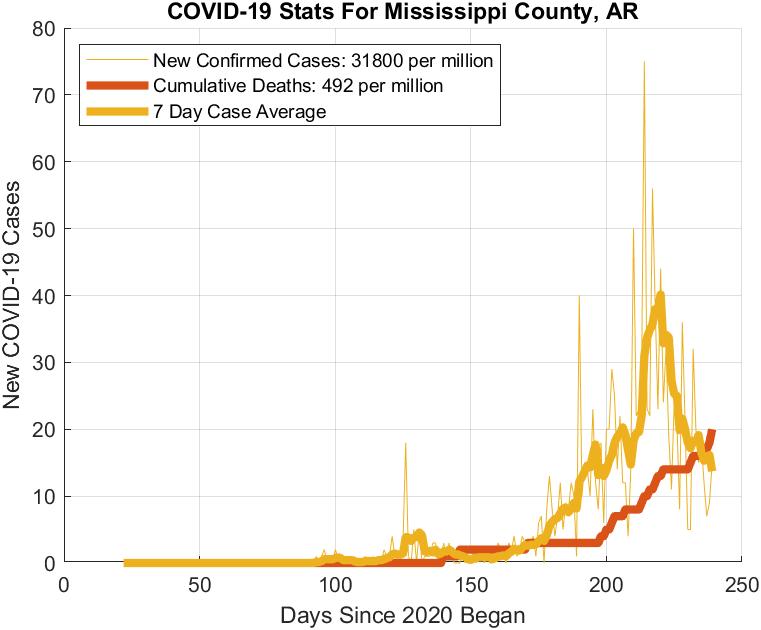 COVID-19 Stats For Mississippi County, AR
New Confirmed Cases: 31800 per million
Cumulative Deaths: 492 per million
7 Day Case Average
New COVID-19 Cases
80
70
60
50
40
30
20
10
0
0 50 100 150 200 250
Days Since 2020 Began